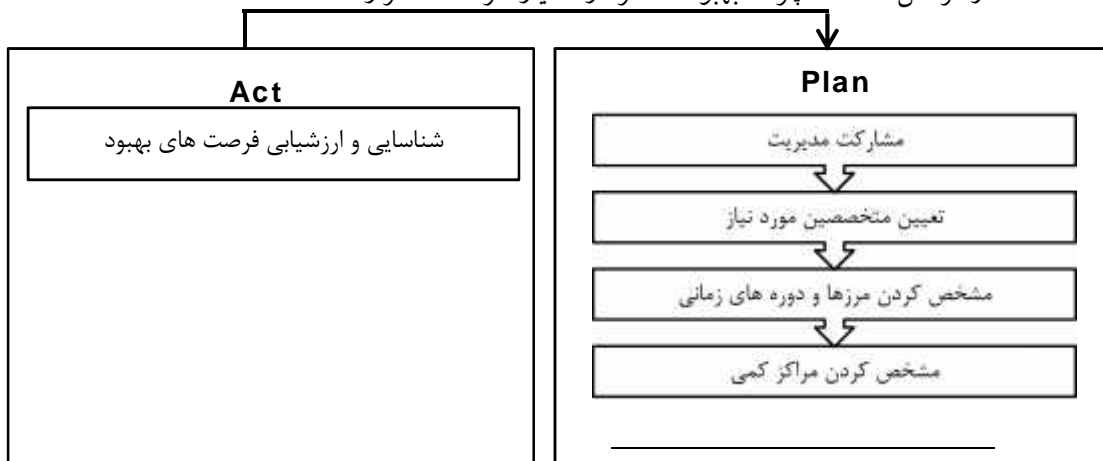 Act
شناسایی و ارزشیابی فرصت های بهبود
Plan
مشارکت مدیریت
تعیین متخصصین مورد نیاز
مشخص کردن مرزها و دوره های زمانی
مشخص کردن مراکز کمی